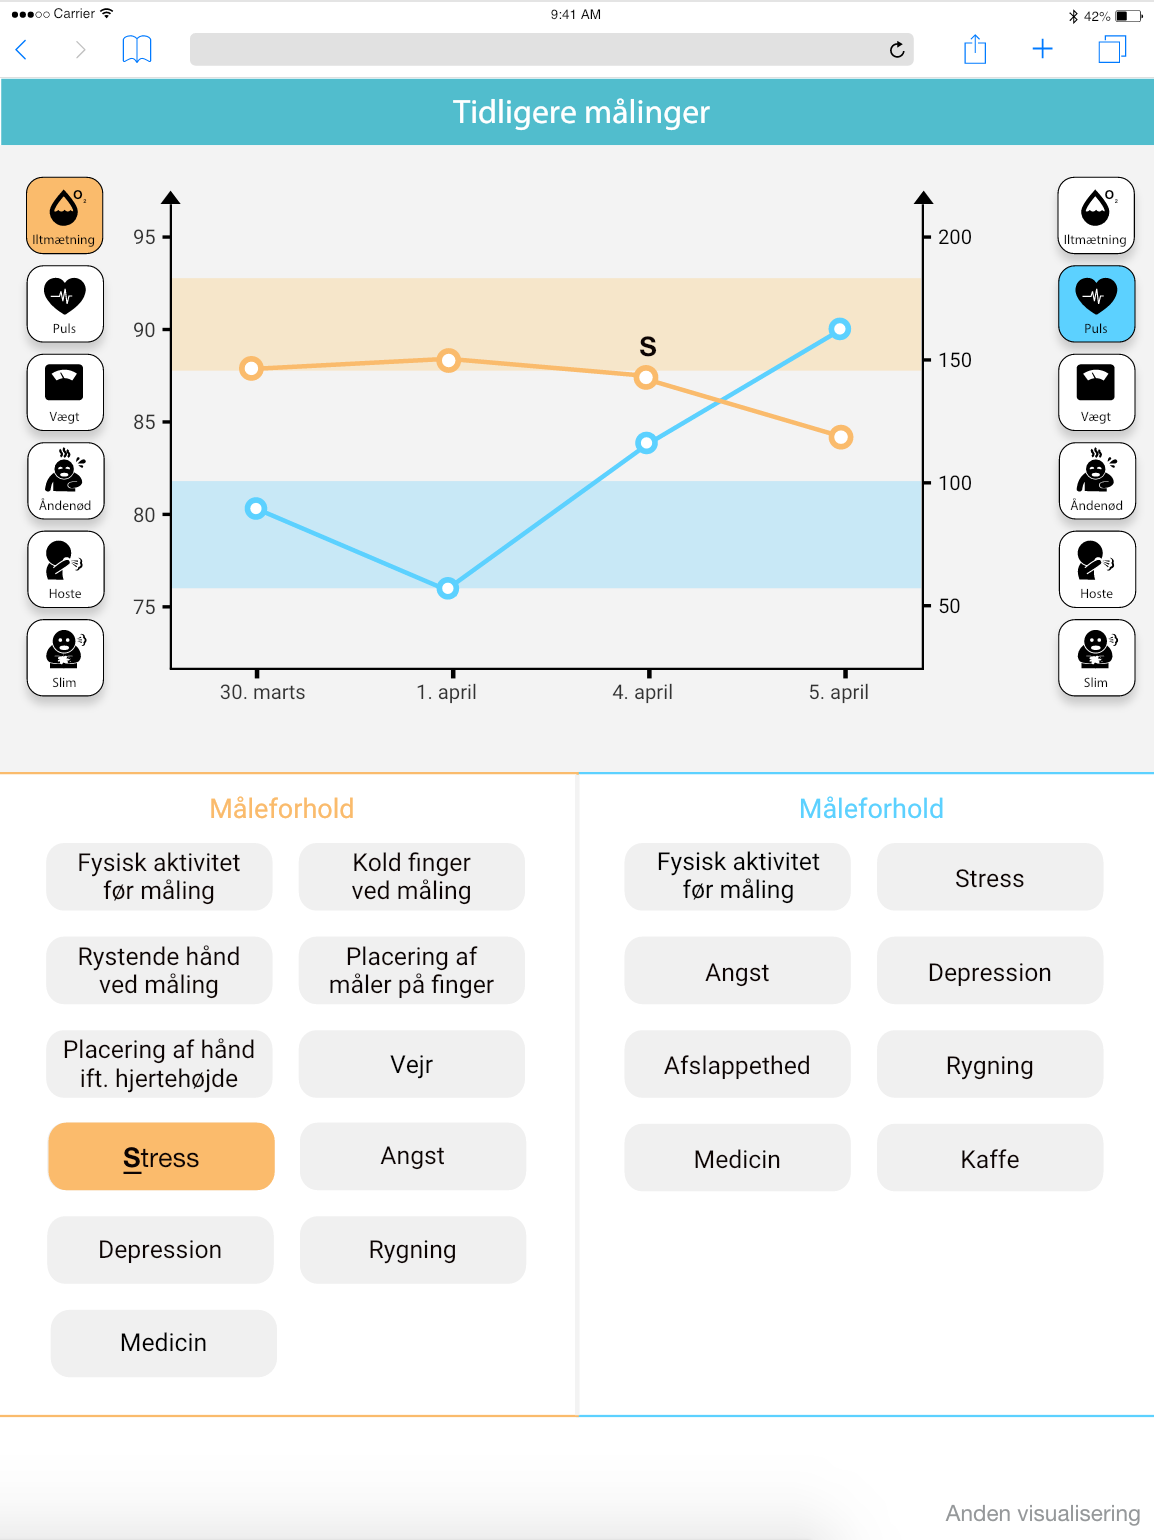 Carrier
9:41 AM
42%
Tidligere målinger
O₂
Iltmætning
Puls
Vægt
Åndenød
Hoste
Slim
95
90
85
80
75
S
200
150
100
50
30. marts
1. april
4. april
5. april
O₂
Iltmætning
Puls
Vægt
Åndenød
Hoste
Slim
Måleforhold
Fysisk aktivitet
før måling
Kold finger
ved måling
Rystende hånd
ved måling
Placering af
måler på finger
Placering af hånd
ift. hjertehøjde
Vejr
Stress
Angst
Depression
Rygning
Medicin
Måleforhold
Fysisk aktivitet
før måling
Stress
Angst
Depression
Afslappethed
Rygning
Medicin
Kaffe
Anden visualisering